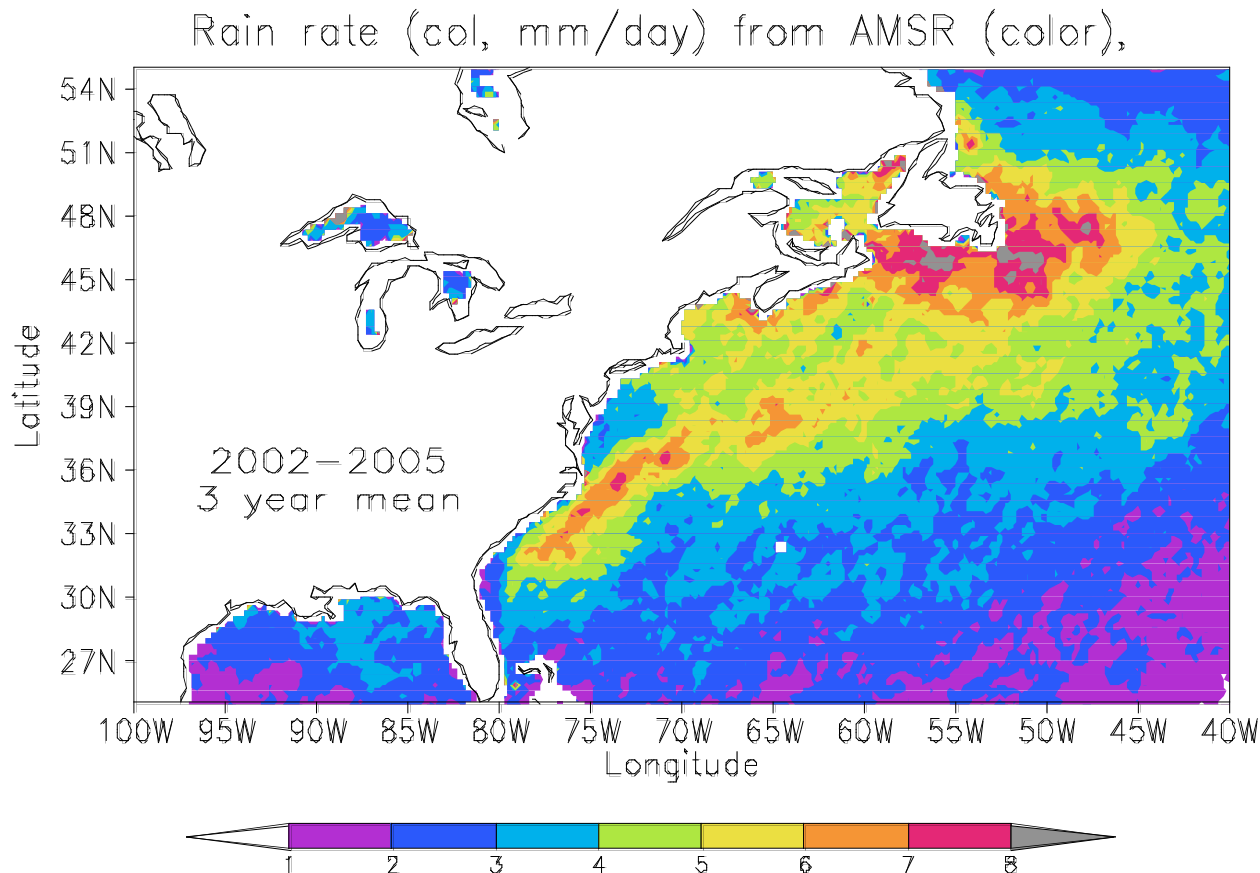 Rain rate (col, mm/day) from AMSR (color),
54N
51N
48N
45N
42N
39N
36N
33N
30N
27N
Latitude
2002-2005
3 year mean
100W 95W 90W 85W 80W 75W 70W 65W 60W 55W 50W 45W 40W
Longitude
1 2 3 4 5 6 7 8